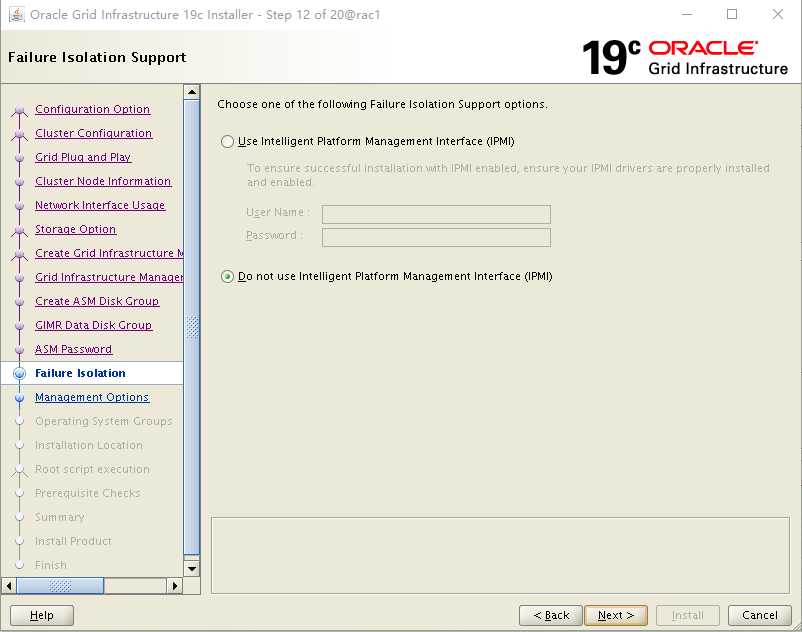 Oracle Grid Infrastructure 19c Installer - Step 12 of 20@rac1
Failure Isolation Support
19c ORACLE
Grid Infrastructure
Configuration Option
Cluster Configuration
Grid Plug and Play
Cluster Node Information
Network Interface Usage
Storage Option
Create Grid Infrastructure M
Grid Infrastructure Manager
Create ASM Disk Group
GIMR Data Disk Group
ASM Password
Failure Isolation
Management Options
Operating System Groups
Installation Location
Root script execution
Prerequisite Checks
Summary
Install Product
Finish
Choose one of the following Failure Isolation Support options.
Use Intelligent Platform Management Interface (IPMI)
To ensure successful installation with IPMI enabled, ensure your IPMI drivers are properly installed
and enabled.
User Name :
Password :
Do not use Intelligent Platform Management Interface (IPMI)
Help
< Back
Next >
Install
Cancel